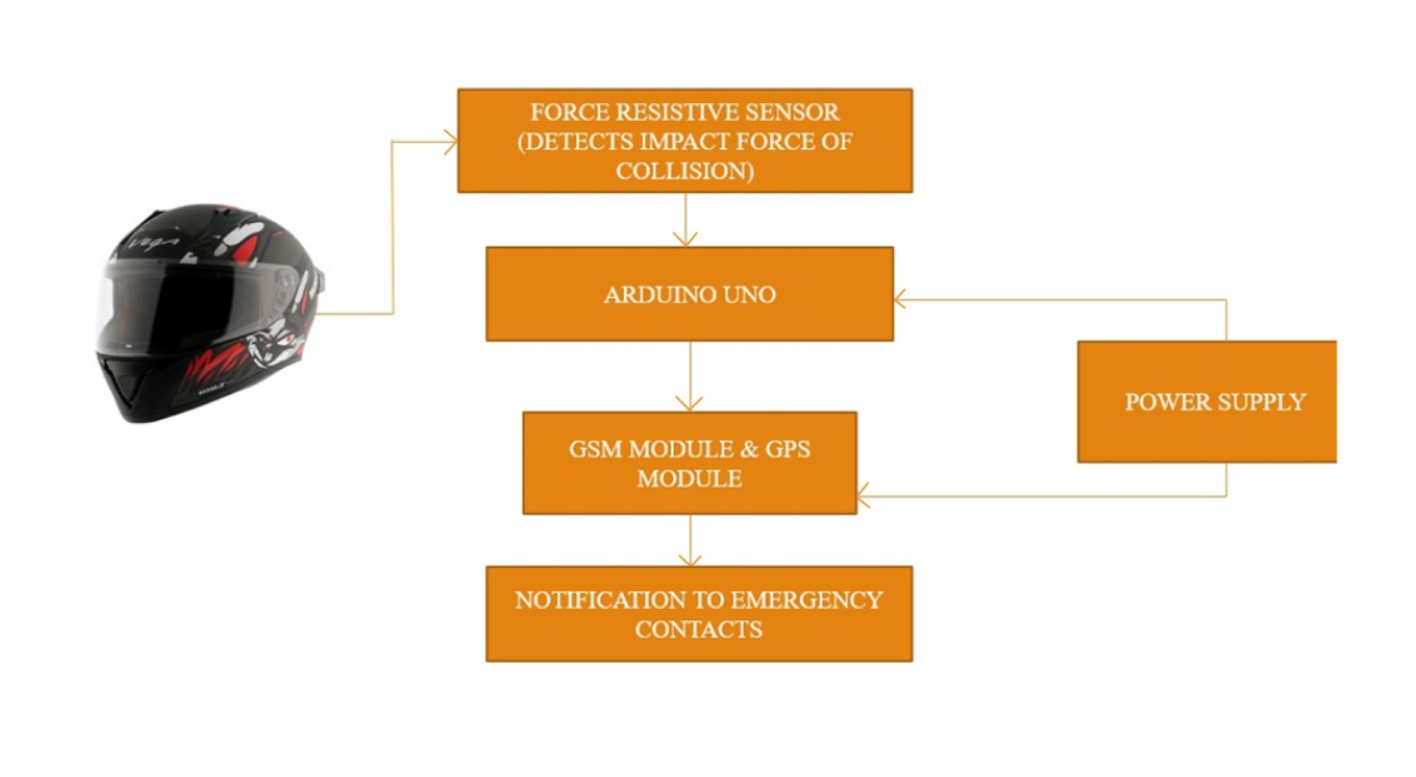 FORCE RESISTIVE SENSOR
(DETECTS IMPACT FORCE OF
COLLISION)
Vega
ARDUINO UNO
POWER SUPPLY
GSM MODULE & GPS
MODULE
NOTIFICATION TO EMERGENCY
CONTACTS